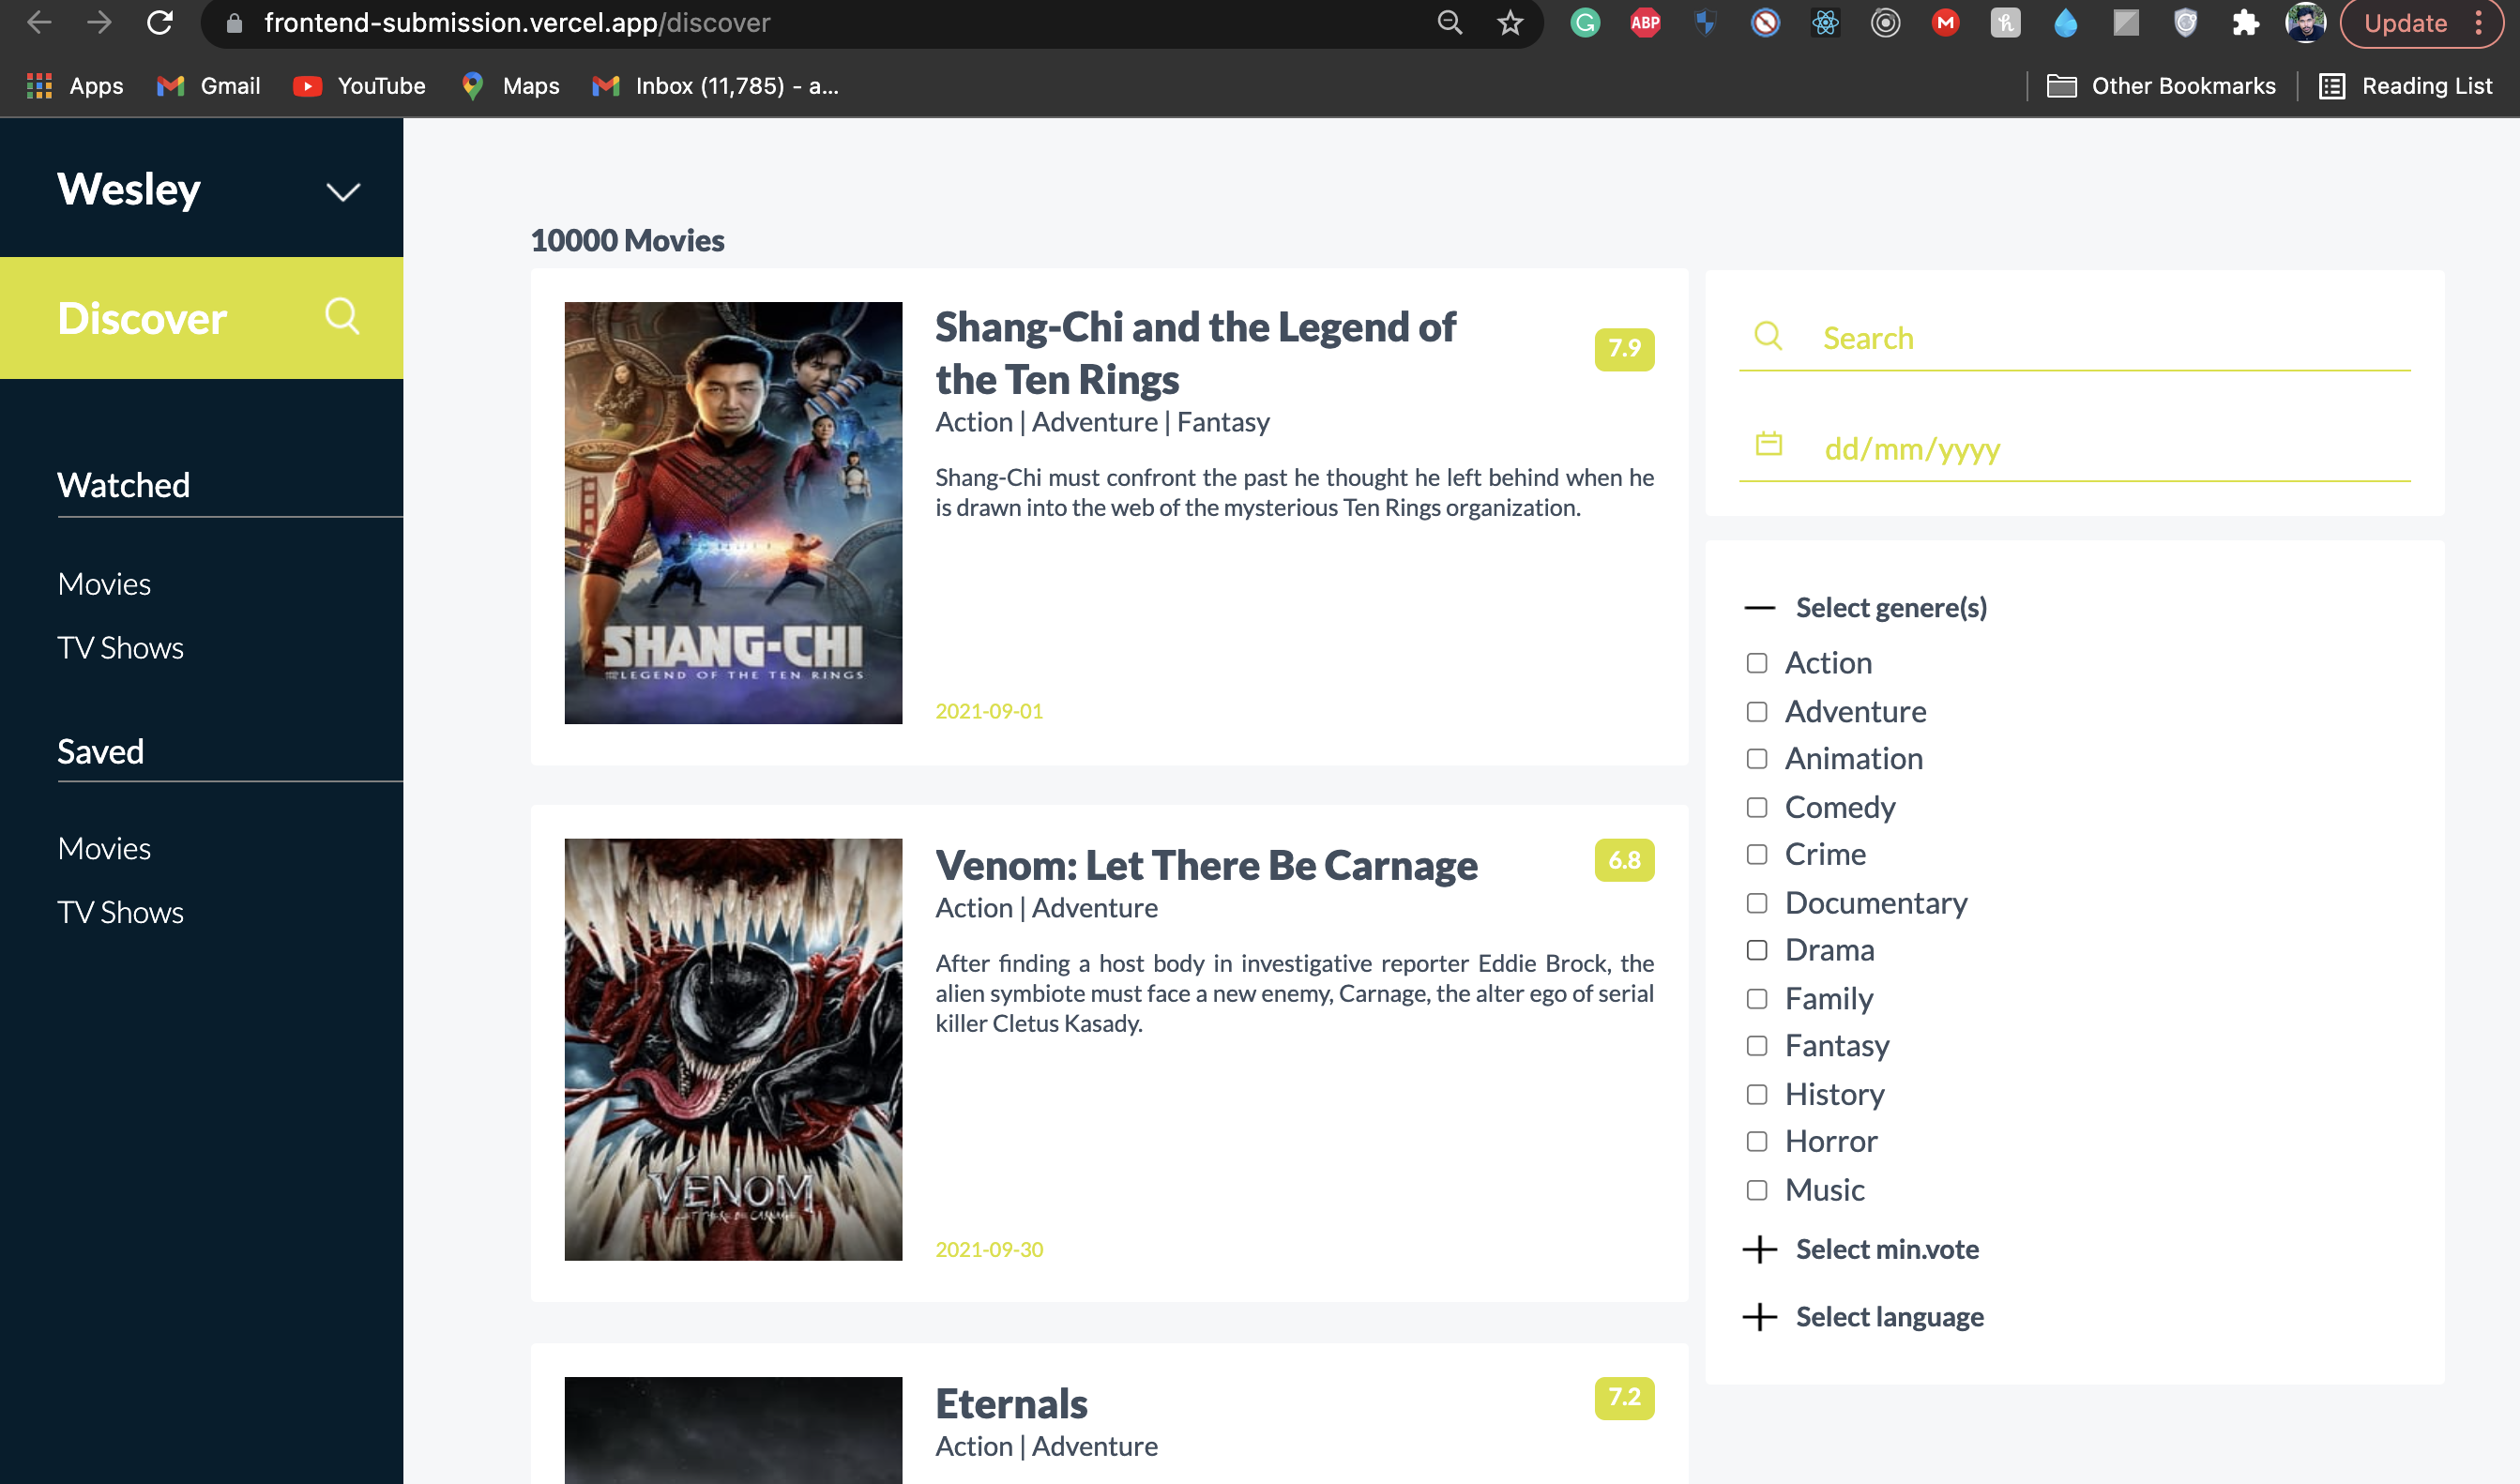 frontend-submission.vercel.app/discover
ABP
Update
Apps
Gmail
YouTube
Maps
Inbox (11,785) - a...
Other Bookmarks
Reading List
Wesley
Discover
Watched
Movies
TV Shows
Saved
Movies
TV Shows
10000 Movies
SHANG-CHI
AND THE LEGEND OF THE TEN RINGS
Shang-Chi and the Legend of
the Ten Rings
7.9
Action | Adventure | Fantasy
Shang-Chi must confront the past he thought he left behind when he
is drawn into the web of the mysterious Ten Rings organization.
2021-09-01
VENOM
LET THERE BE CARNAGE
Venom: Let There Be Carnage
6.8
Action | Adventure
After finding a host body in investigative reporter Eddie Brock, the
alien symbiote must face a new enemy, Carnage, the alter ego of serial
killer Cletus Kasady.
2021-09-30
Eternals
7.2
Action | Adventure
Search
dd/mm/yyyy
Select genere(s)
Action
Adventure
Animation
Comedy
Crime
Documentary
Drama
Family
Fantasy
History
Horror
Music
Select min.vote
Select language